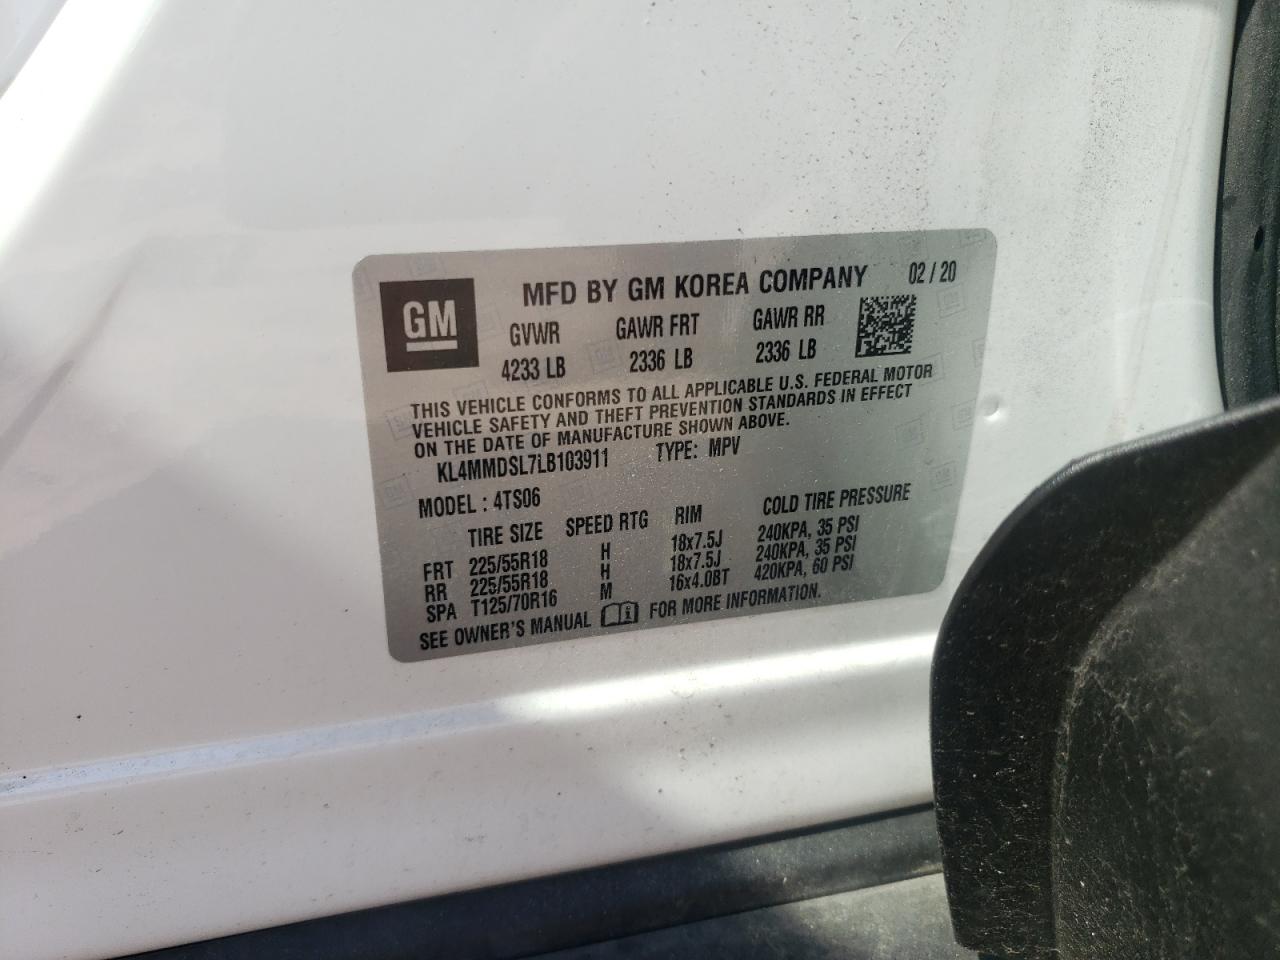 GM
MFD BY GM KOREA COMPANY 02 / 20
GVWR GAWR FRT GAWR RR
4233 LB 2336 LB 2336 LB
THIS VEHICLE CONFORMS TO ALL APPLICABLE U.S. FEDERAL MOTOR
VEHICLE SAFETY AND THEFT PREVENTION STANDARDS IN EFFECT
ON THE DATE OF MANUFACTURE SHOWN ABOVE.
KL4MMDSL7LB103911 TYPE: MPV
MODEL : 4TS06
TIRE SIZE SPEED RTG RIM COLD TIRE PRESSURE
FRT 225/55R18 H 18x7.5J 240KPA, 35 PSI
RR 225/55R18 H 18x7.5J 240KPA, 35 PSI
SPA T125/70R16 M 16x4.0BT 420KPA, 60 PSI
SEE OWNER'S MANUAL FOR MORE INFORMATION.